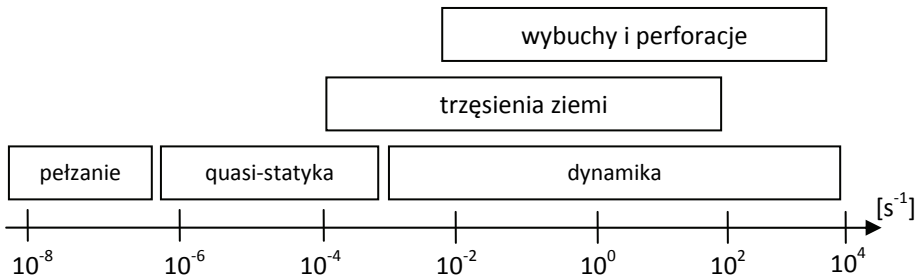 wybuchy i perforacje
trzęsienia ziemi
pełzanie quasi-statyka dynamika
[s⁻¹]
10⁻⁸ 10⁻⁶ 10⁻⁴ 10⁻² 10⁰ 10² 10⁴